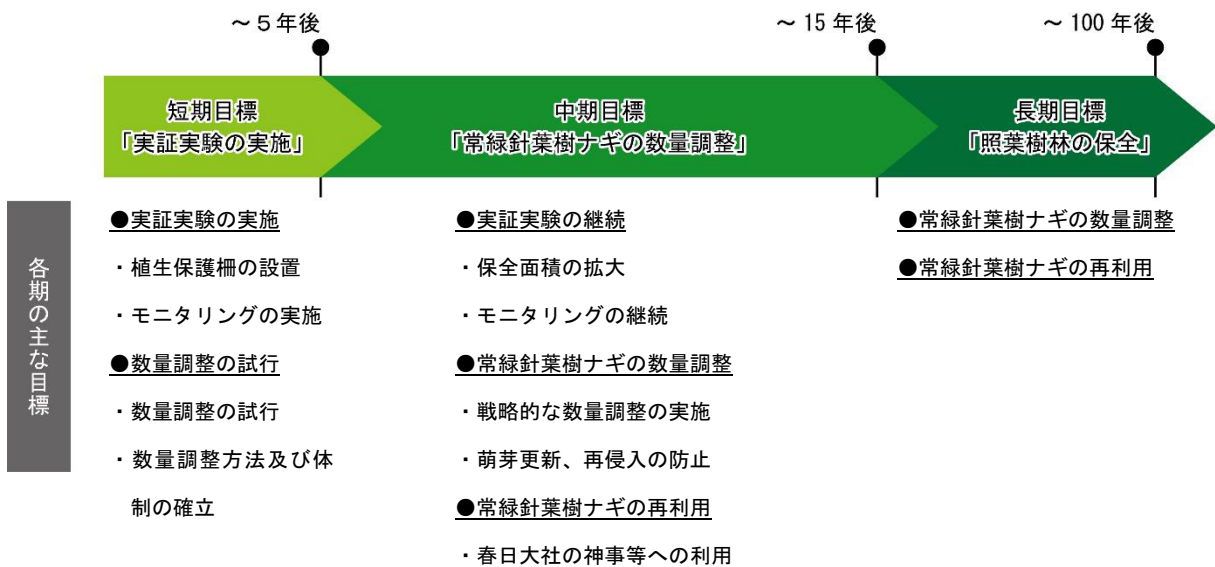 ～５年後
～15 年後
～100 年後
短期目標
「実証実験の実施」
中期目標
「常緑針葉樹ナギの数量調整」
長期目標
「照葉樹林の保全」
各期の主な目標
●実証実験の実施
・植生保護柵の設置
・モニタリングの実施
●数量調整の試行
・数量調整の試行
・数量調整方法及び体
制の確立
●実証実験の継続
・保全面積の拡大
・モニタリングの継続
●常緑針葉樹ナギの数量調整
・戦略的な数量調整の実施
・萌芽更新、再侵入の防止
●常緑針葉樹ナギの再利用
・春日大社の神事等への利用
●常緑針葉樹ナギの数量調整
●常緑針葉樹ナギの再利用